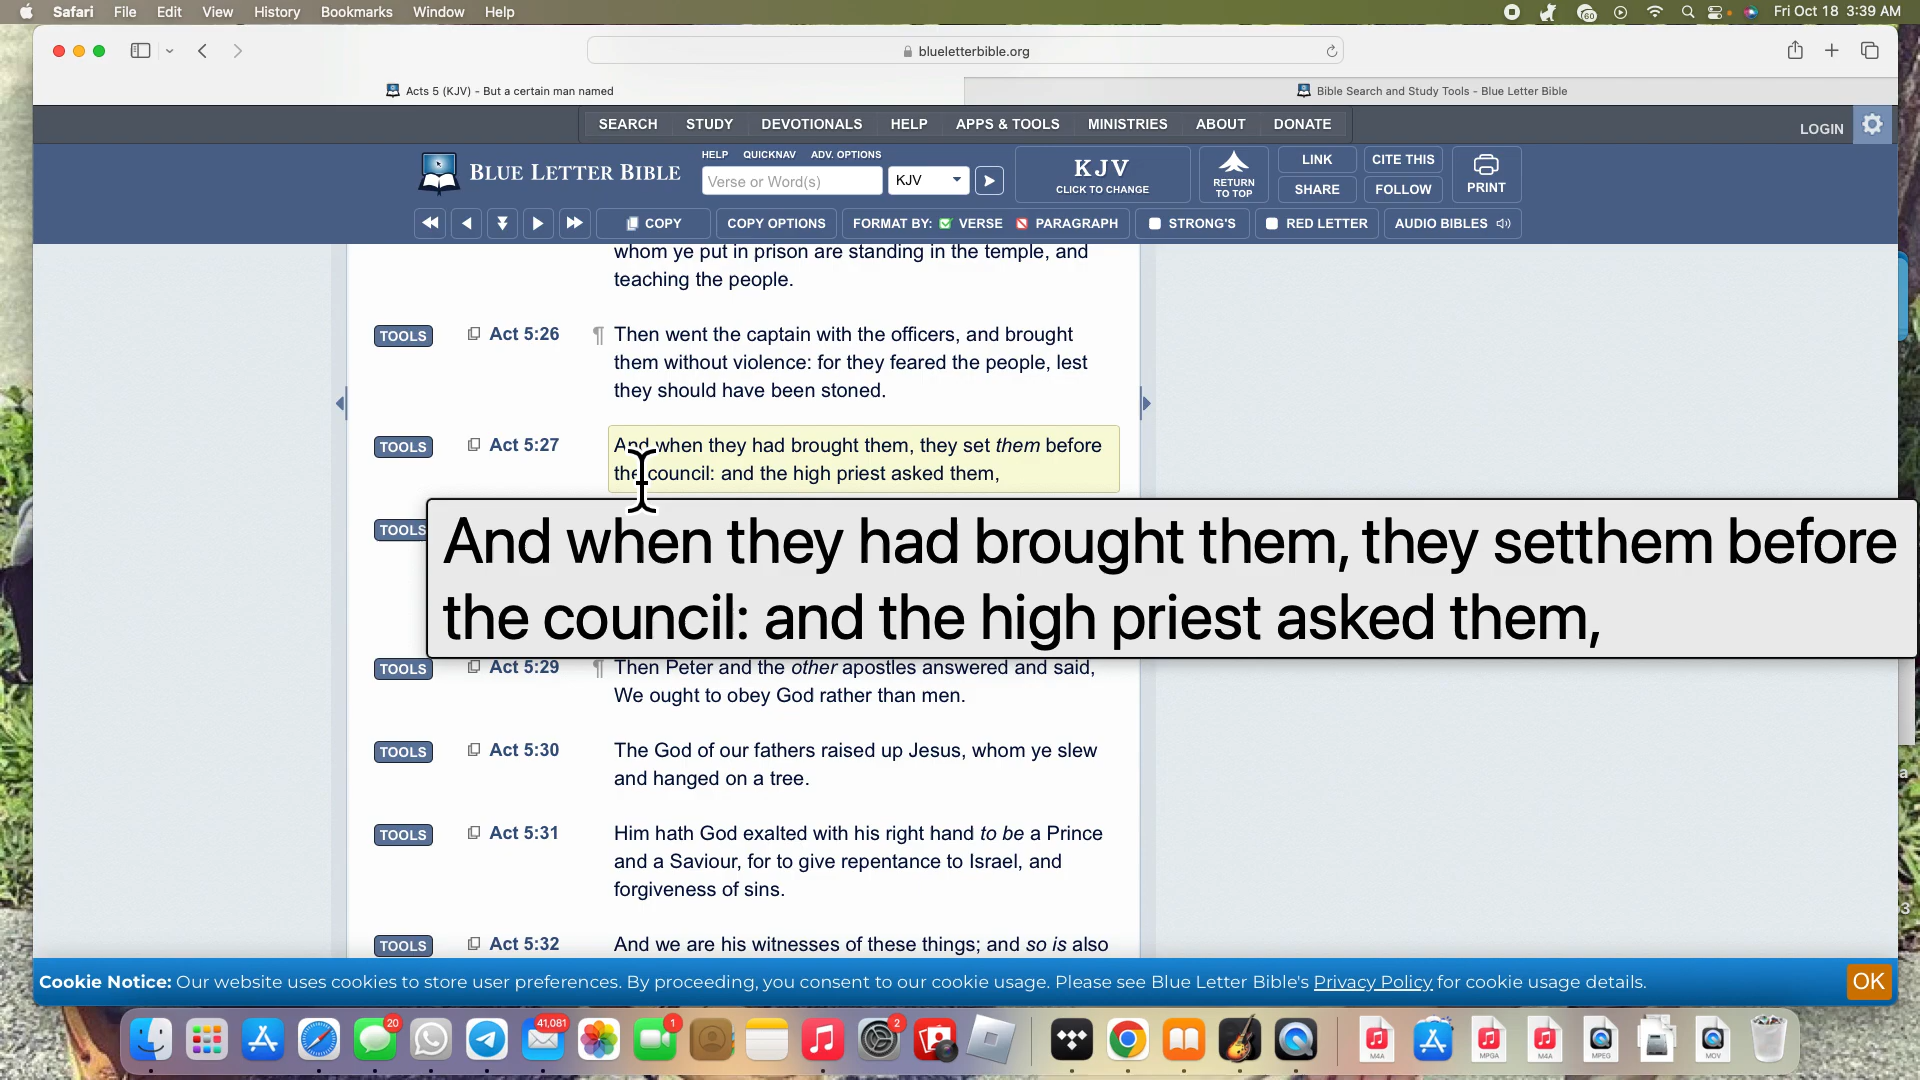 Safari File Edit View History Bookmarks Window Help
60
Fri Oct 18 3:39 AM
blueletterbible.org
Acts 5 (KJV) - But a certain man named
Bible Search and Study Tools - Blue Letter Bible
SEARCH STUDY DEVOTIONALS HELP APPS & TOOLS MINISTRIES ABOUT DONATE
LOGIN
BLUE LETTER BIBLE
HELP QUICKNAV ADV. OPTIONS
Verse or Word(s)
KJV
KJV
CLICK TO CHANGE
RETURN
TO TOP
LINK
CITE THIS
SHARE
FOLLOW
PRINT
COPY
COPY OPTIONS
FORMAT BY: VERSE PARAGRAPH
STRONG'S
RED LETTER
AUDIO BIBLES
whom ye put in prison are standing in the temple, and
teaching the people.
TOOLS Act 5:26 ¶ Then went the captain with the officers, and brought
them without violence: for they feared the people, lest
they should have been stoned.
TOOLS Act 5:27 And when they had brought them, they set them before
the council: and the high priest asked them,
TOOLS
And when they had brought them, they setthem before
the council: and the high priest asked them,
TOOLS Act 5:29 ¶ Then Peter and the other apostles answered and said,
We ought to obey God rather than men.
TOOLS Act 5:30 The God of our fathers raised up Jesus, whom ye slew
and hanged on a tree.
TOOLS Act 5:31 Him hath God exalted with his right hand to be a Prince
and a Saviour, for to give repentance to Israel, and
forgiveness of sins.
TOOLS Act 5:32 And we are his witnesses of these things; and so is also
Cookie Notice: Our website uses cookies to store user preferences. By proceeding, you consent to our cookie usage. Please see Blue Letter Bible's Privacy Policy for cookie usage details.
OK
20
41,081
1
2
M4A
MPGA
M4A
MPEG
MOV